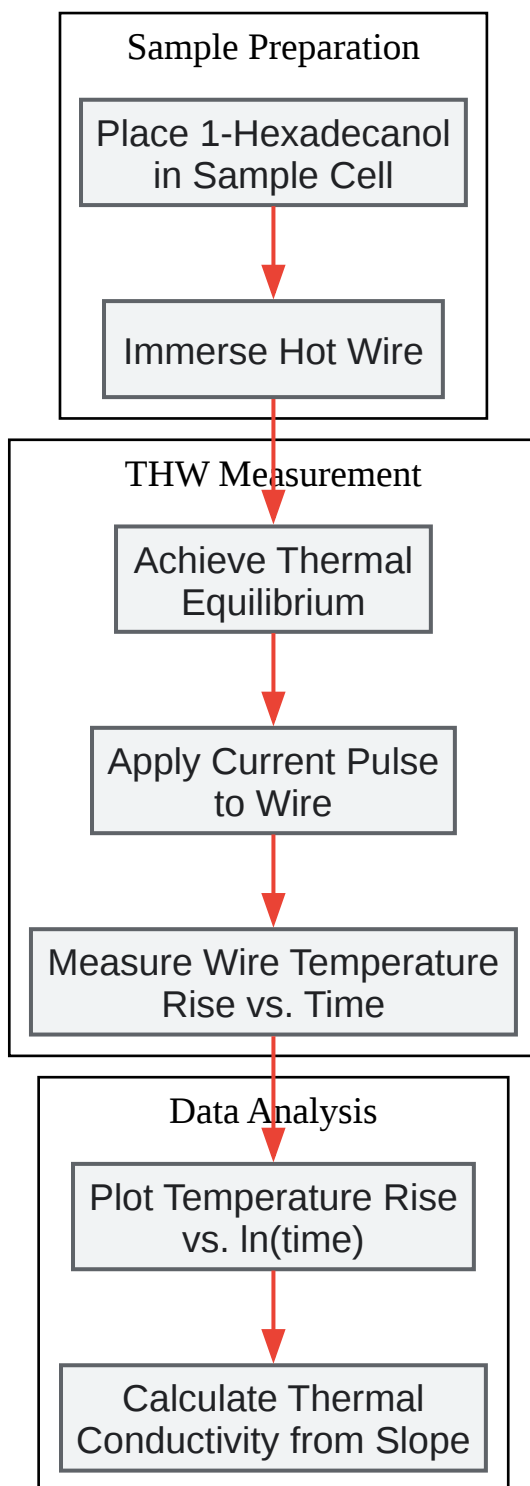 Sample Preparation
Place 1-Hexadecanol
in Sample Cell
Immerse Hot Wire
THW Measurement
Achieve Thermal
Equilibrium
Apply Current Pulse
to Wire
Measure Wire Temperature
Rise vs. Time
Data Analysis
Plot Temperature Rise
vs. ln(time)
Calculate Thermal
Conductivity from Slope